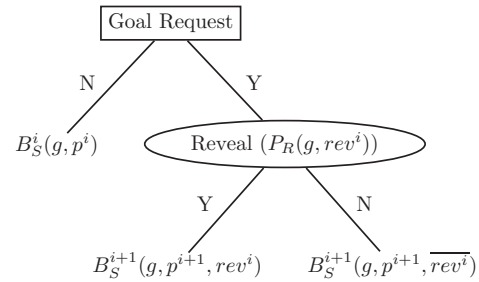 Goal Request
N Y
$B_S^i(g, p^i)$ Reveal $(P_R(g, rev^i))$
Y N
$B_S^{i+1}(g, p^{i+1}, rev^i)$ $B_S^{i+1}(g, p^{i+1}, \overline{rev^i})$